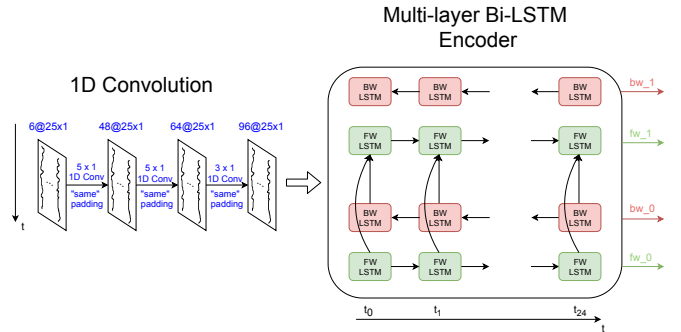 Multi-layer Bi-LSTM
Encoder
1D Convolution
6@25x1
48@25x1
64@25x1
96@25x1
5 x 1
1D Conv
"same"
padding
5 x 1
1D Conv
"same"
padding
3 x 1
1D Conv
"same"
padding
t
BW
LSTM
BW
LSTM
BW
LSTM
bw_1
FW
LSTM
FW
LSTM
FW
LSTM
fw_1
BW
LSTM
BW
LSTM
BW
LSTM
bw_0
FW
LSTM
FW
LSTM
FW
LSTM
fw_0
t0
t1
t24
t